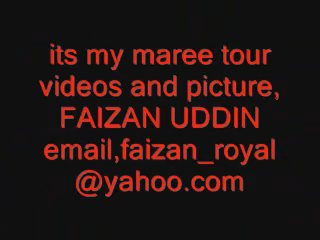 its my maree tour
videos and picture,
FAIZAN UDDIN
email,faizan_royal
@yahoo.com